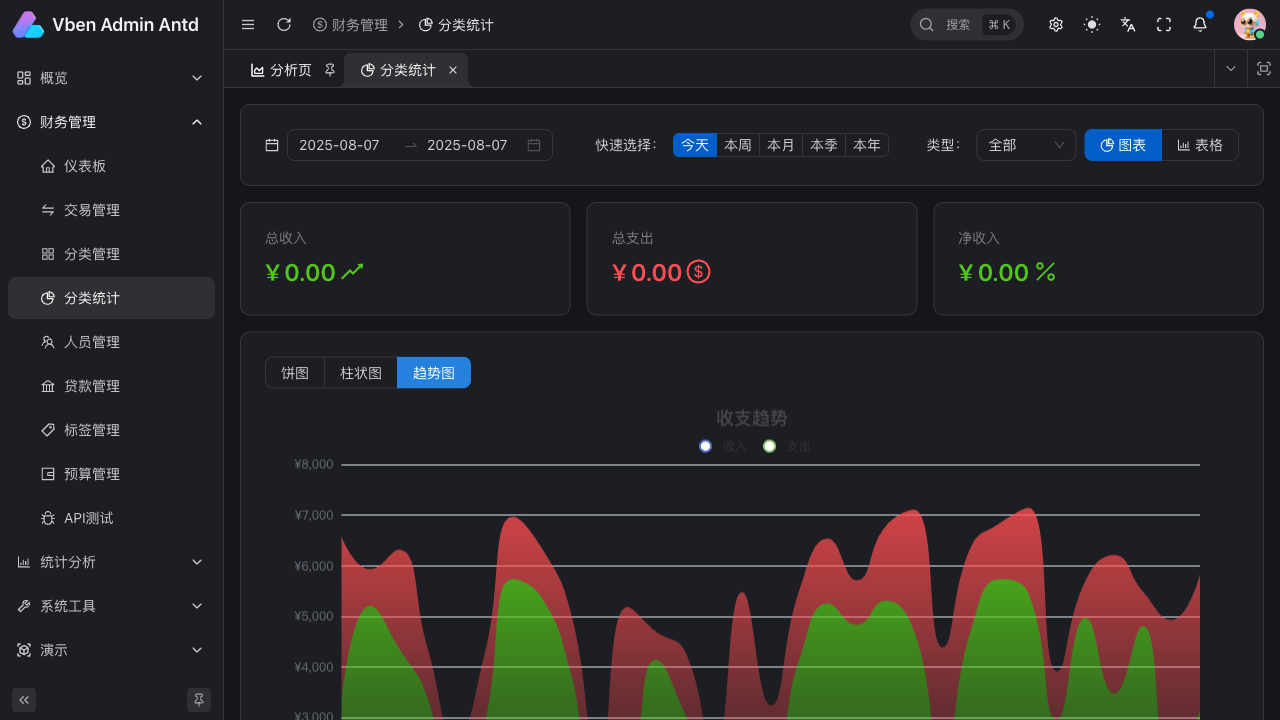 Vben Admin Antd
财务管理
分类统计
搜索
⌘ K
概览
财务管理
仪表板
交易管理
分类管理
分类统计
人员管理
贷款管理
标签管理
预算管理
API测试
统计分析
系统工具
演示
分析页
分类统计
2025-08-07
2025-08-07
快速选择:
今天
本周
本月
本季
本年
类型:
全部
图表
表格
总收入
¥ 0.00
总支出
¥ 0.00
净收入
¥ 0.00
饼图
柱状图
趋势图
收支趋势
收入
支出
¥8,000
¥7,000
¥6,000
¥5,000
¥4,000
¥3,000